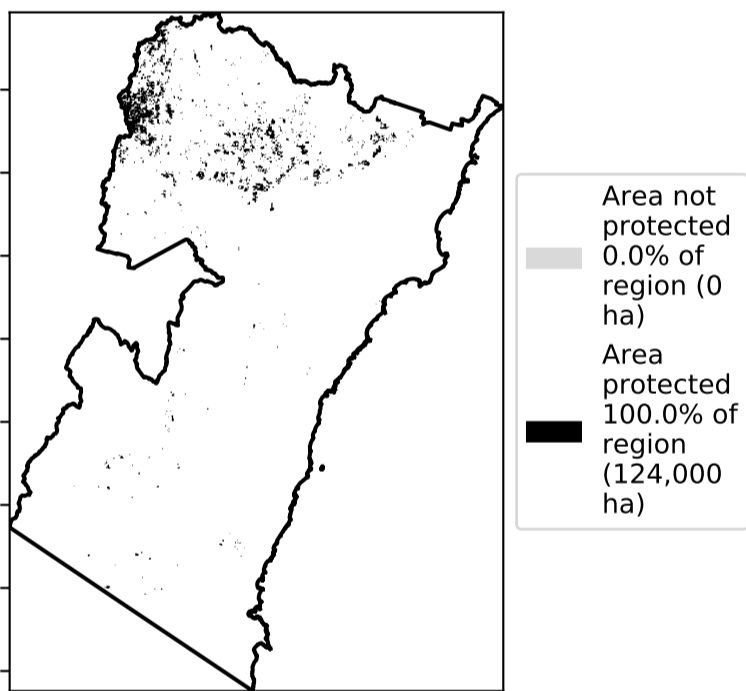 Area not
protected
0.0% of
region (0
ha)
Area
protected
100.0% of
region
(124,000
ha)